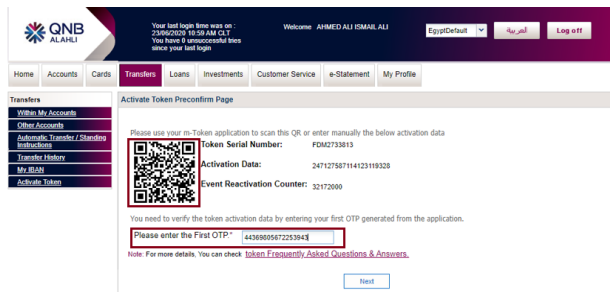 QNB
ALAHLI
Your last login time was on :
23/06/2020 10:59 AM CLT
You have 0 unsuccessful tries
since your last login
Welcome AHMED ALI ISMAIL ALI
EgyptDefault
العربية
Log off
Home Accounts Cards Transfers Loans Investments Customer Service e-Statement My Profile
Transfers
Within My Accounts
Other Accounts
Automatic Transfer / Standing
Instructions
Transfer History
My IBAN
Activate Token
Activate Token Preconfirm Page
Please use your m-Token application to scan this QR or enter manually the below activation data
Token Serial Number: FDM2733813
Activation Data: 247127587114123119328
Event Reactivation Counter: 32172000
You need to verify the token activation data by entering your first OTP generated from the application.
Please enter the First OTP.* 44369805672253943
Note: For more details, You can check token Frequently Asked Questions & Answers.
Next